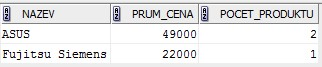 NAZEV PRUM_CENA POCET_PRODUKTU
ASUS 49000 2
Fujitsu Siemens 22000 1